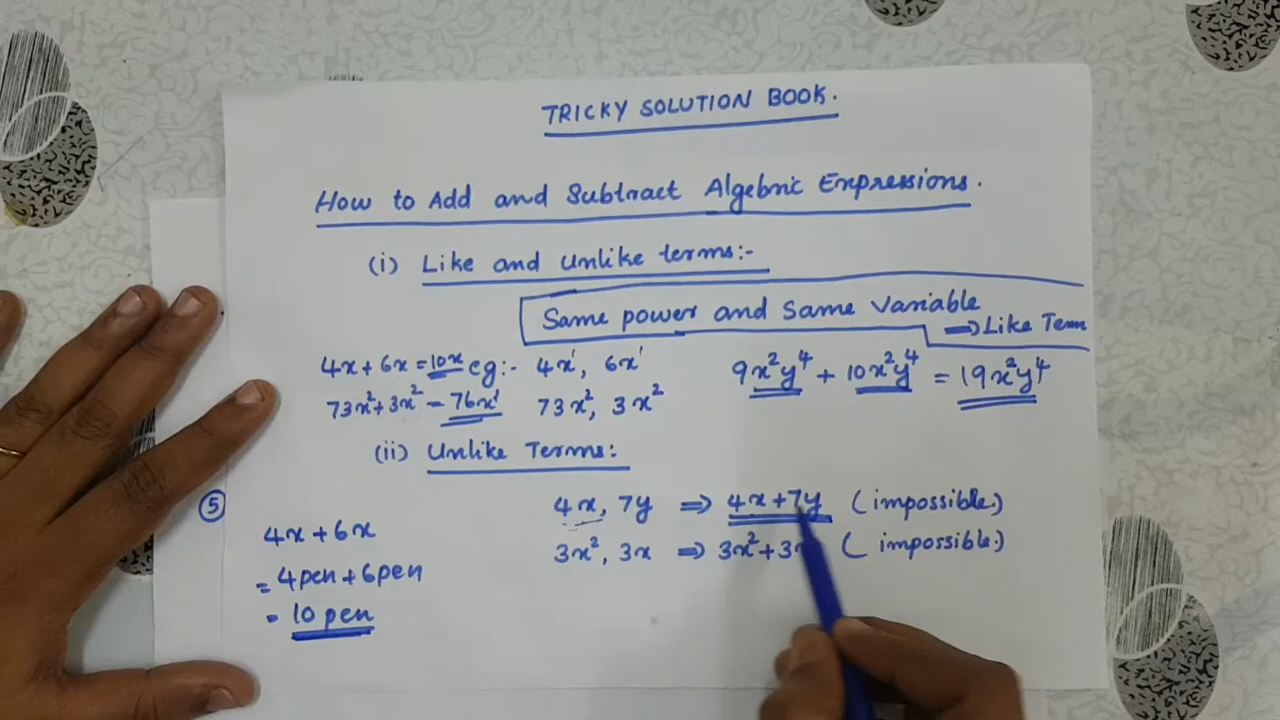 TRICKY SOLUTION BOOK.
How to Add and Subtract Algebric Expressions.
(i) Like and Unlike terms:-
Same power and Same Variable
⇒ Like Term
4x + 6x = 10x eg:- 4x¹, 6x¹
9x²y⁴ + 10x²y⁴ = 19x²y⁴
73x² + 3x² = 76x¹ 73x², 3x²
(ii) Unlike Terms:
⑤
4x, 7y ⇒ 4x + 7y (impossible)
3x², 3x ⇒ 3x² + 3x ( impossible)
4x + 6x
= 4pen + 6pen
= 10 pen